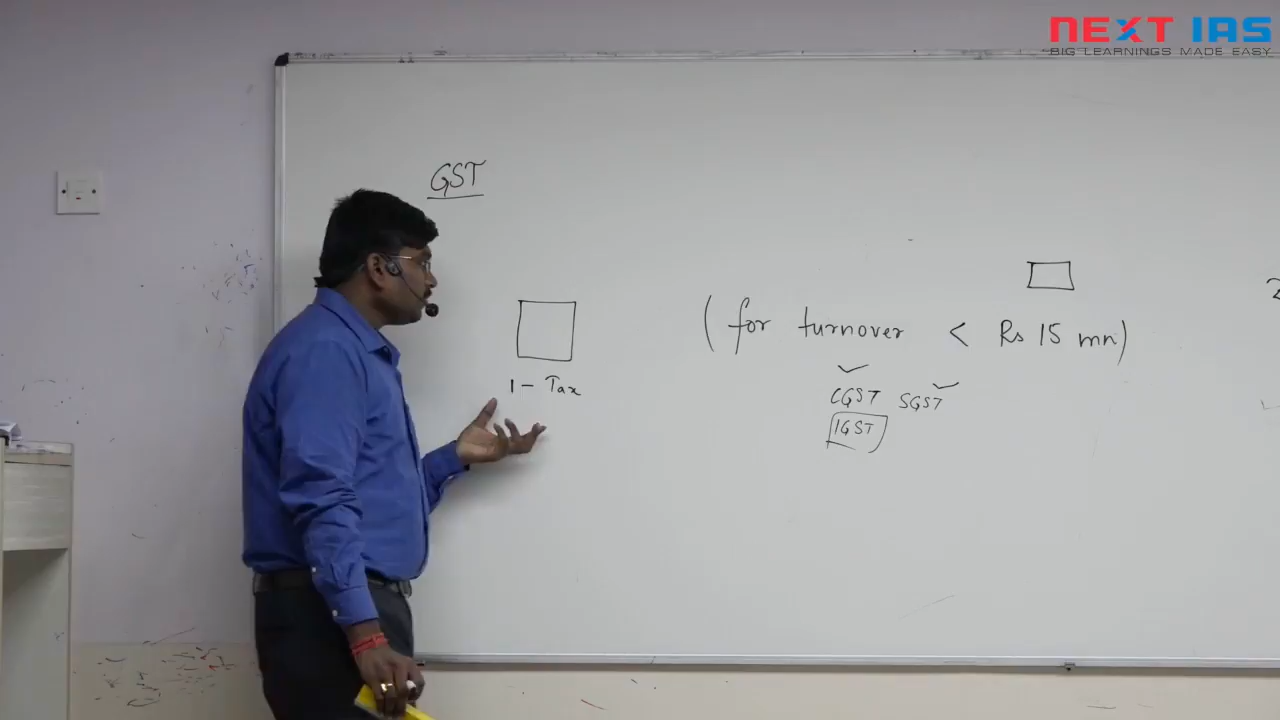 NEXT IAS
BIG LEARNINGS MADE EASY
GST
(for turnover < Rs 15 mn)
1 - Tax
CGST SGST
IGST